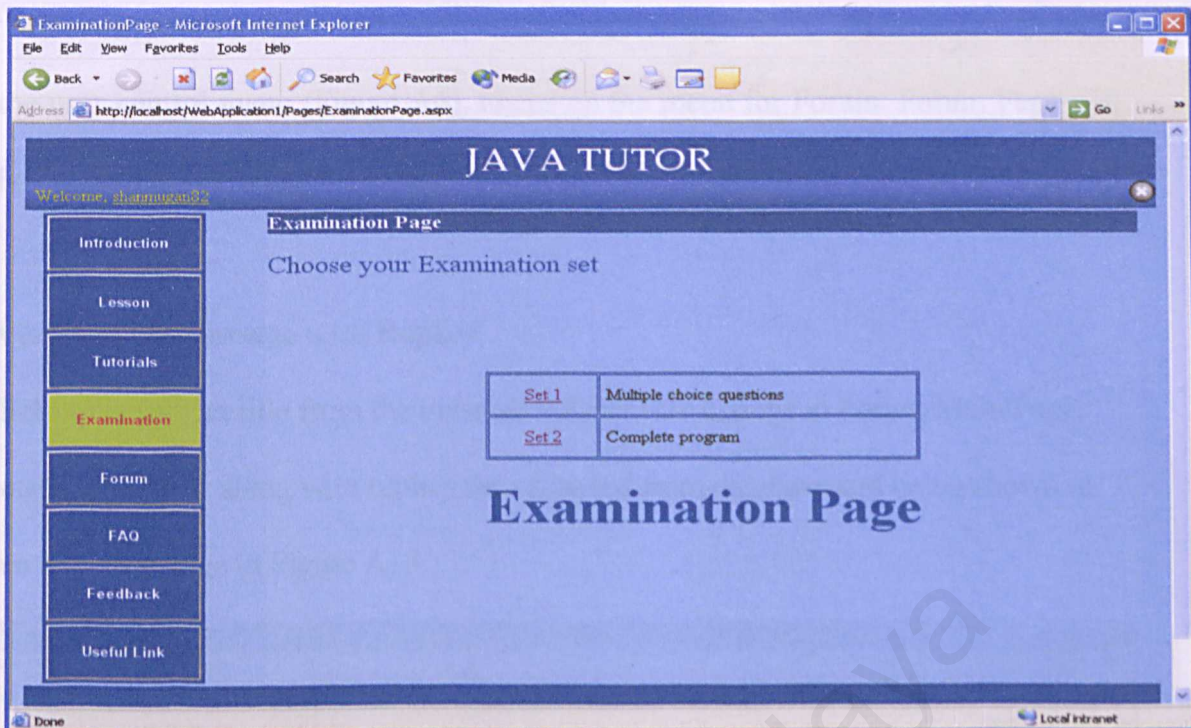 ExaminationPage - Microsoft Internet Explorer
File Edit View Favorites Tools Help
Back Search Favorites Media
Address http://localhost/WebApplication1/Pages/ExaminationPage.aspx Go Links »
JAVA TUTOR
Welcome, shanmugan82
Examination Page
Choose your Examination set
Introduction
Lesson
Tutorials
Examination
Forum
FAQ
Feedback
Useful Link
Set 1 Multiple choice questions
Set 2 Complete program
Examination Page
Done Local intranet